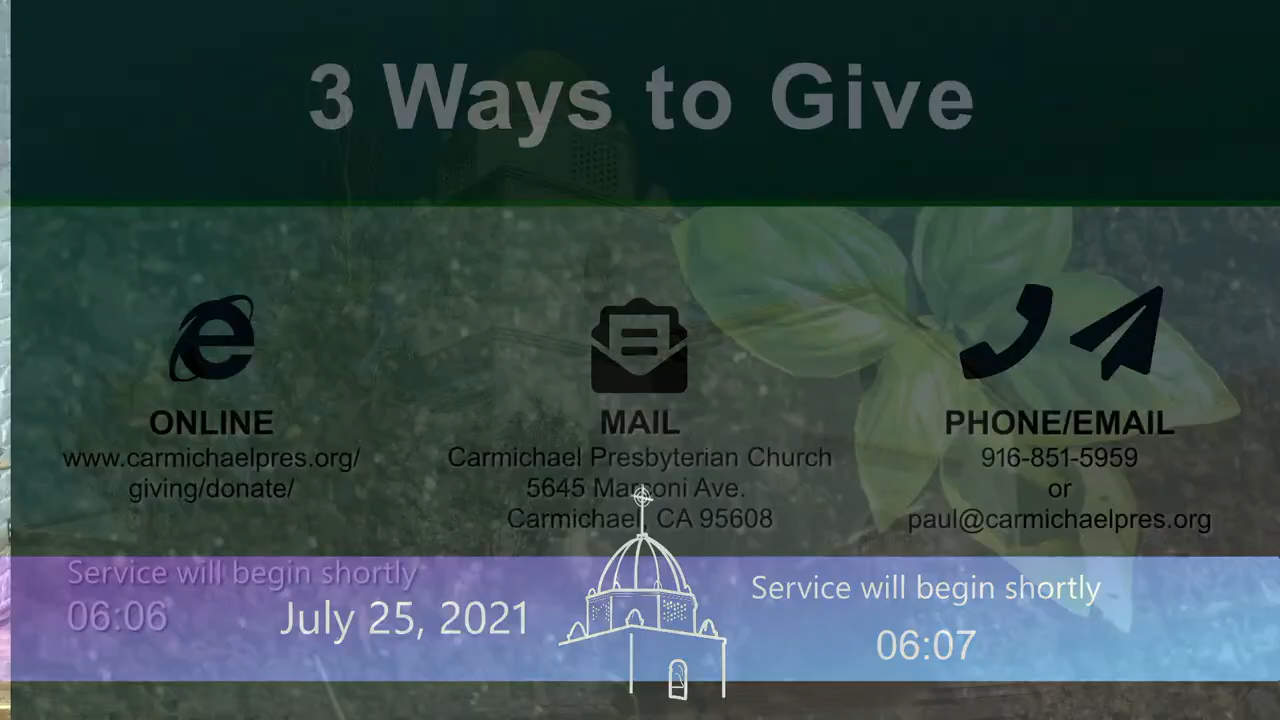 3 Ways to Give
ONLINE
www.carmichaelpres.org/
giving/donate/
MAIL
Carmichael Presbyterian Church
5645 Marconi Ave.
Carmichael, CA 95608
PHONE/EMAIL
916-851-5959
or
paul@carmichaelpres.org
Service will begin shortly
06:06
July 25, 2021
Service will begin shortly
06:07